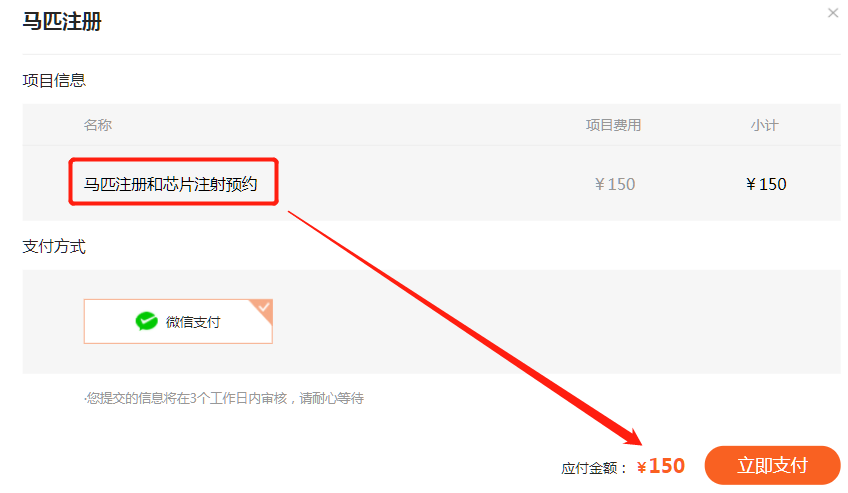 马匹注册
项目信息
名称 项目费用 小计
马匹注册和芯片注射预约 ￥150 ￥150
支付方式
微信支付
·您提交的信息将在3个工作日内审核，请耐心等待
应付金额：￥150 立即支付